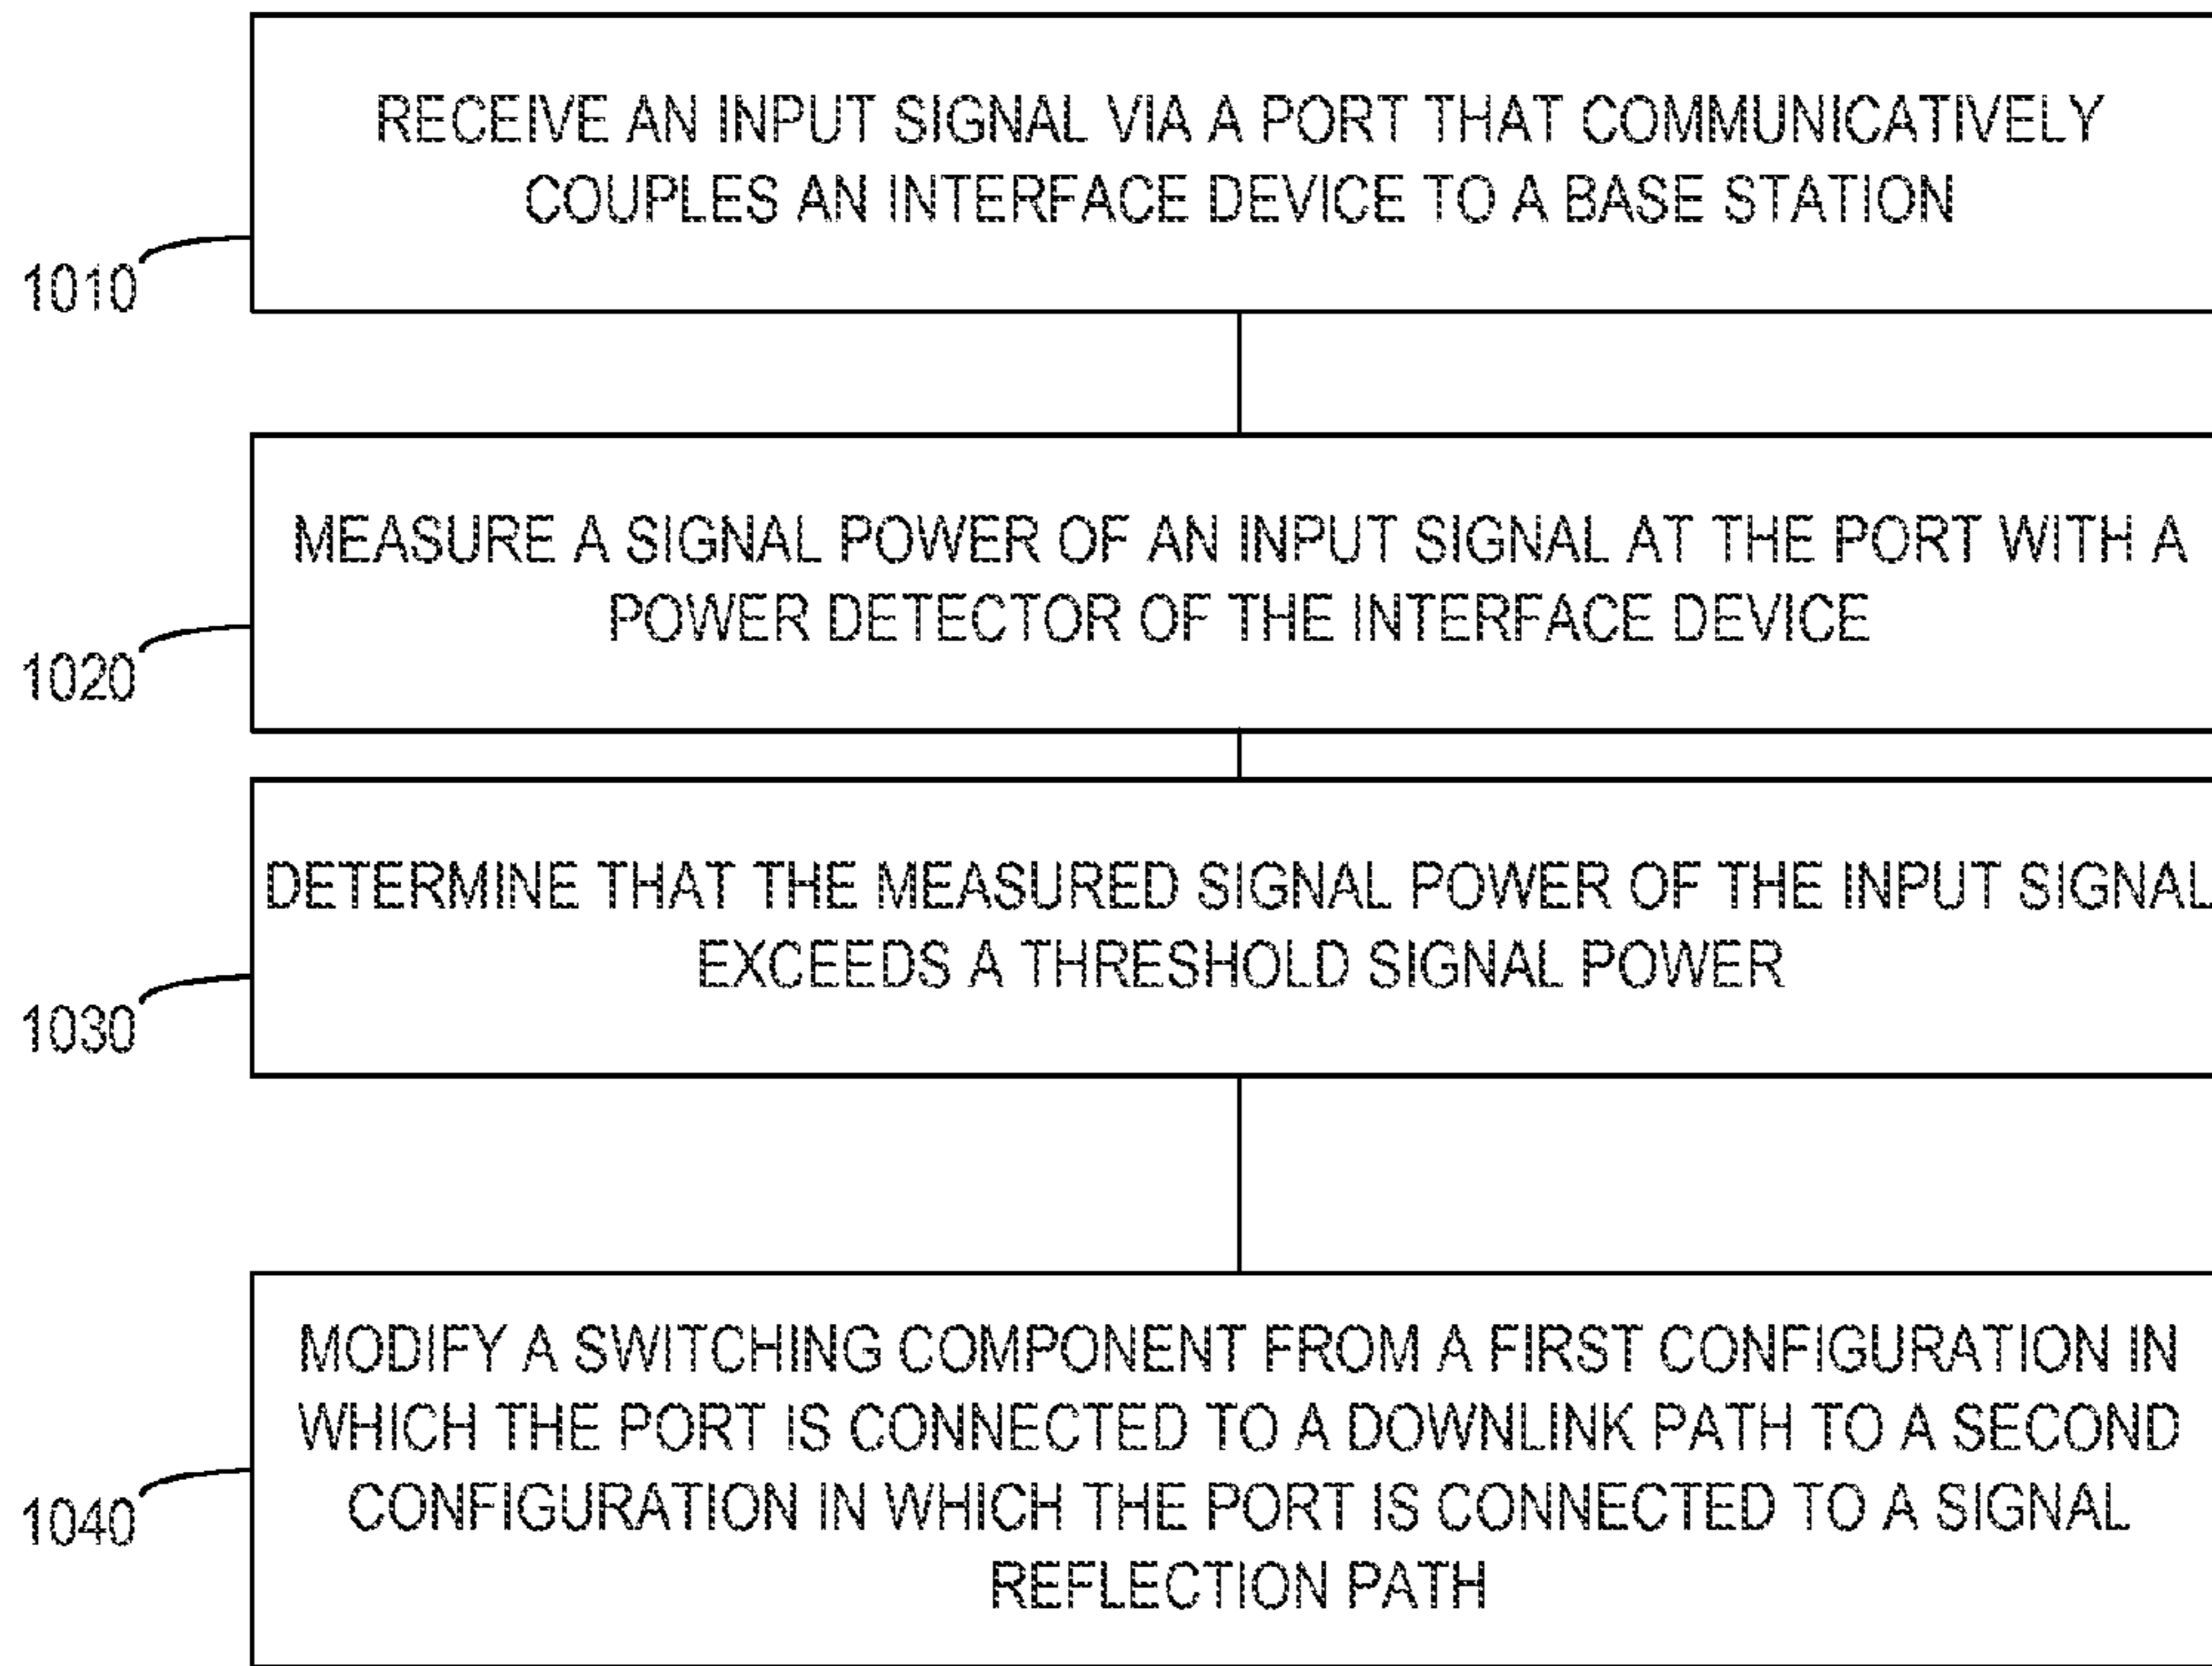 RECEIVE AN INPUT SIGNAL VIA A PORT THAT COMMUNICATIVELY
COUPLES AN INTERFACE DEVICE TO A BASE STATION
1010
MEASURE A SIGNAL POWER OF AN INPUT SIGNAL AT THE PORT WITH A
POWER DETECTOR OF THE INTERFACE DEVICE
1020
DETERMINE THAT THE MEASURED SIGNAL POWER OF THE INPUT SIGNAL
EXCEEDS A THRESHOLD SIGNAL POWER
1030
MODIFY A SWITCHING COMPONENT FROM A FIRST CONFIGURATION IN
WHICH THE PORT IS CONNECTED TO A DOWNLINK PATH TO A SECOND
CONFIGURATION IN WHICH THE PORT IS CONNECTED TO A SIGNAL
REFLECTION PATH
1040